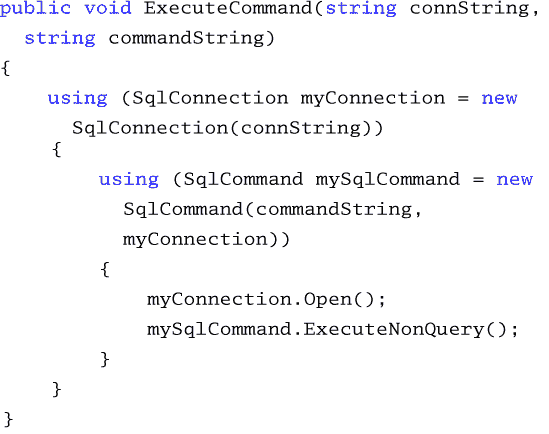 public void ExecuteCommand(string connString,
string commandString)
{
using (SqlConnection myConnection = new
SqlConnection(connString))
{
using (SqlCommand mySqlCommand = new
SqlCommand(commandString,
myConnection))
{
myConnection.Open();
mySqlCommand.ExecuteNonQuery();
}
}
}